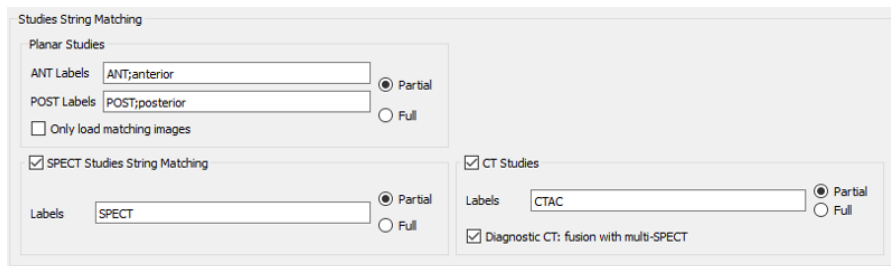 Studies String Matching
Planar Studies
ANT Labels ANT;anterior
Partial
POST Labels POST;posterior
Full
Only load matching images
SPECT Studies String Matching
Labels SPECT
Partial
Full
CT Studies
Labels CTAC
Partial
Full
Diagnostic CT: fusion with multi-SPECT